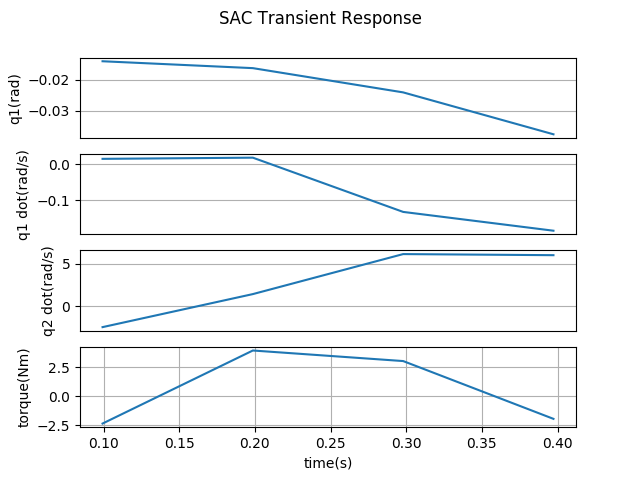 SAC Transient Response
q1(rad)
−0.02
−0.03
q1 dot(rad/s)
0.0
−0.1
q2 dot(rad/s)
5
0
torque(Nm)
2.5
0.0
−2.5
0.10 0.15 0.20 0.25 0.30 0.35 0.40
time(s)